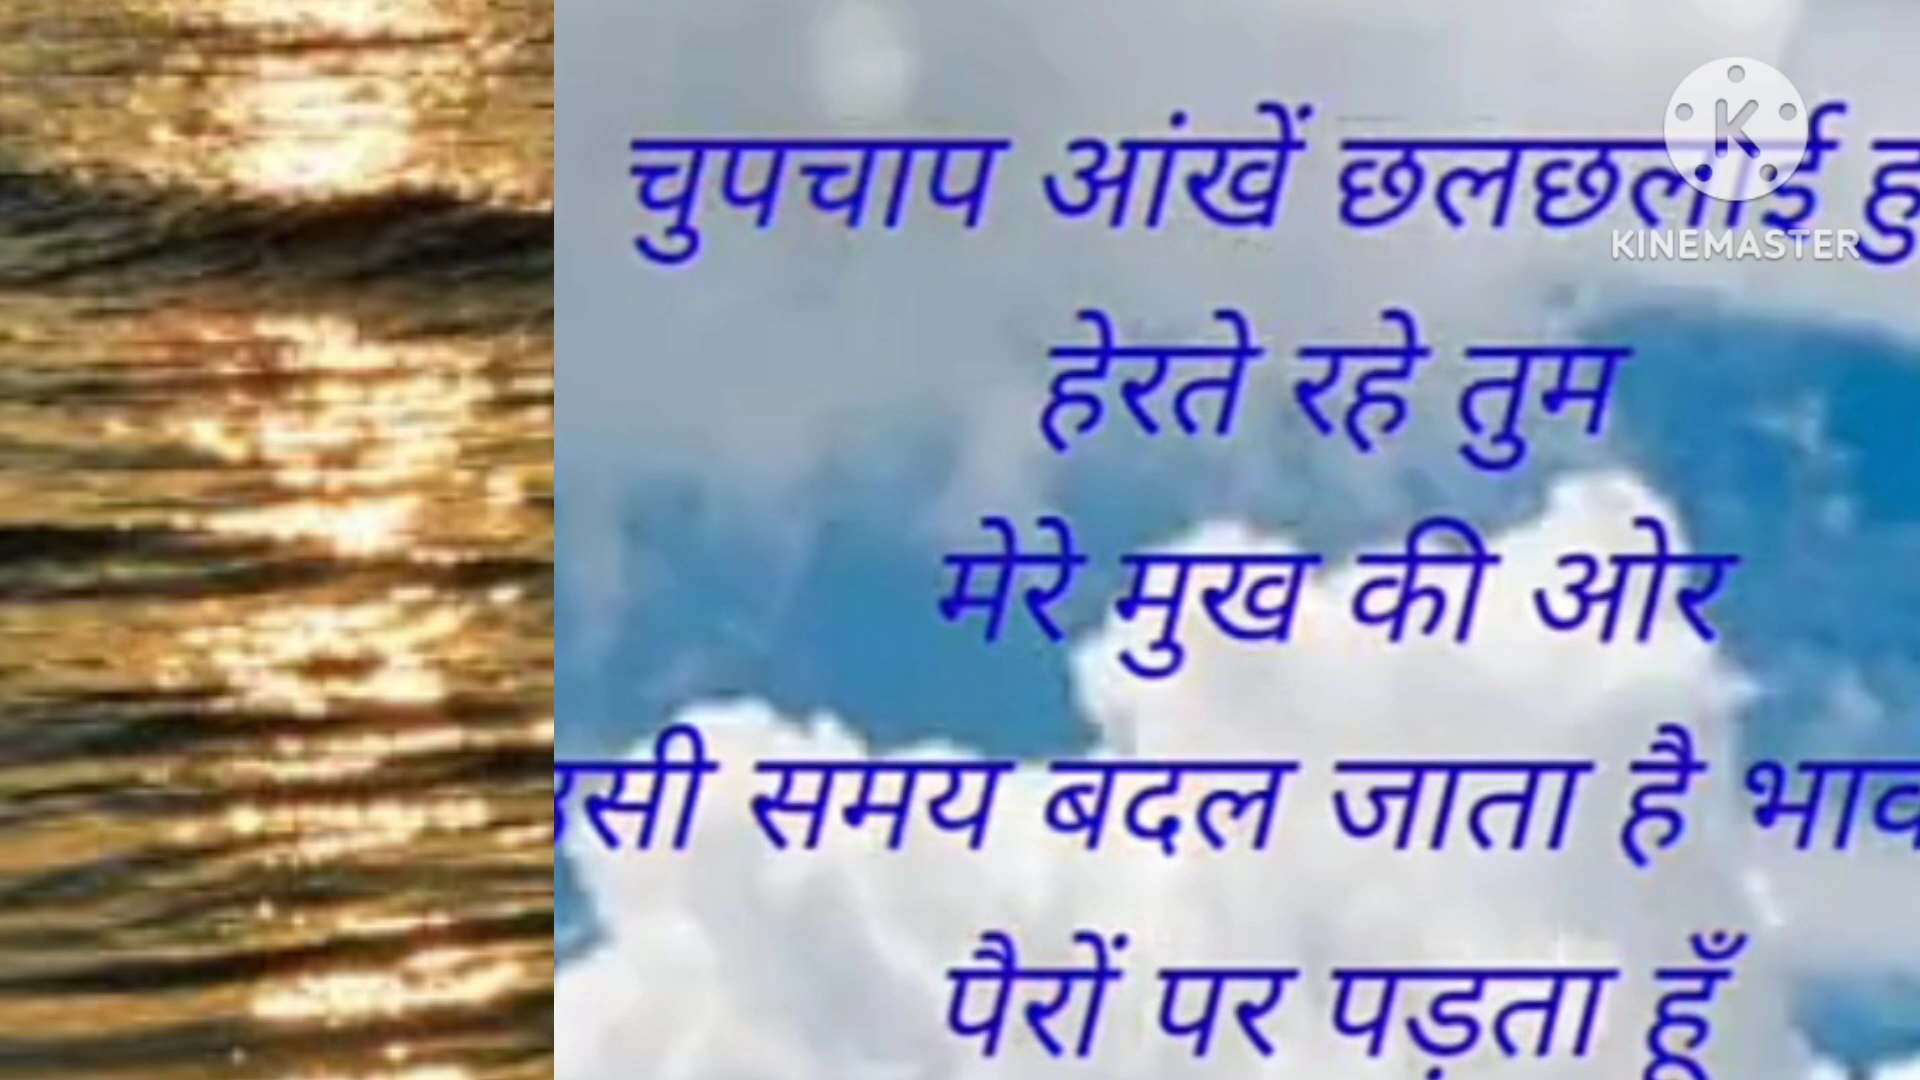 चुपचाप आंखें छलछलाई
KINEMASTER
हेरते रहे तुम
मेरे मुख की ओर
समय बदल जाता है
पैरों पर पड़ता हूँ